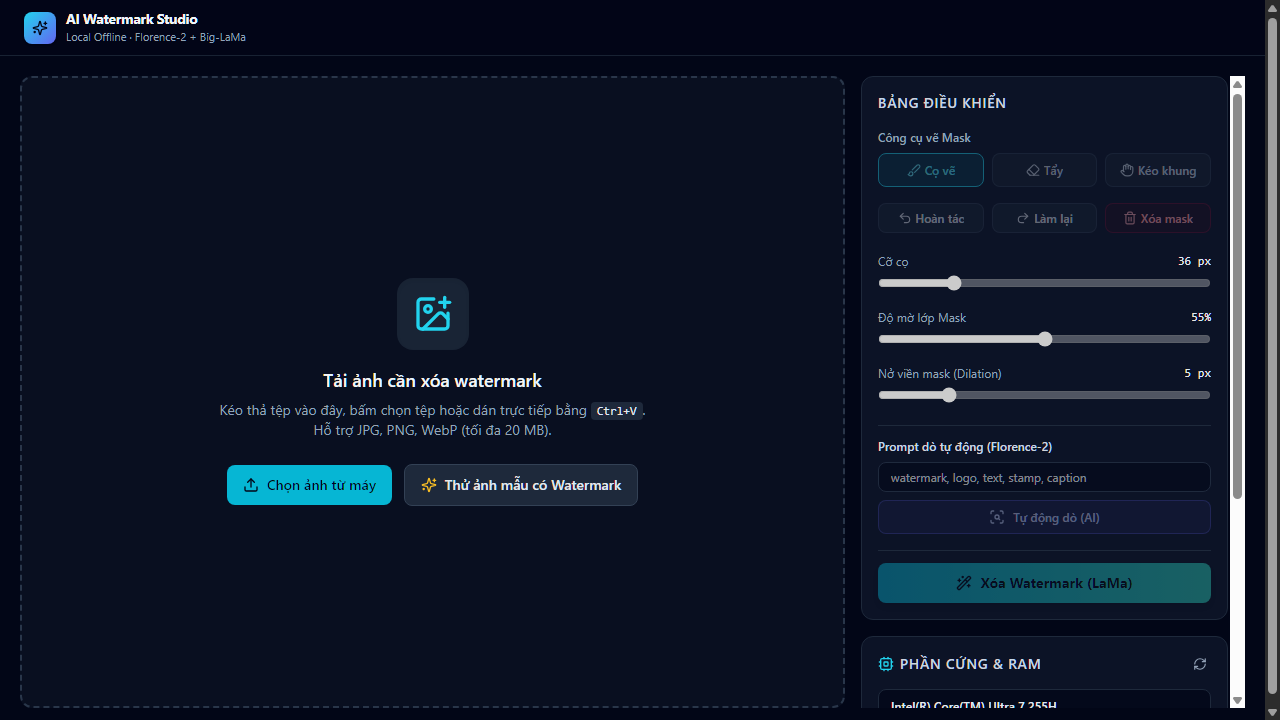 AI Watermark Studio
Local Offline · Florence-2 + Big-LaMa
Tải ảnh cần xóa watermark
Kéo thả tệp vào đây, bấm chọn tệp hoặc dán trực tiếp bằng Ctrl+V.
Hỗ trợ JPG, PNG, WebP (tối đa 20 MB).
Chọn ảnh từ máy
Thử ảnh mẫu có Watermark
BẢNG ĐIỀU KHIỂN
Công cụ vẽ Mask
Cọ vẽ
Tẩy
Kéo khung
Hoàn tác
Làm lại
Xóa mask
Cỡ cọ
36 px
Độ mờ lớp Mask
55%
Nở viền mask (Dilation)
5 px
Prompt dò tự động (Florence-2)
watermark, logo, text, stamp, caption
Tự động dò (AI)
Xóa Watermark (LaMa)
PHẦN CỨNG & RAM
Intel(R) Core(TM) Ultra 7 255H